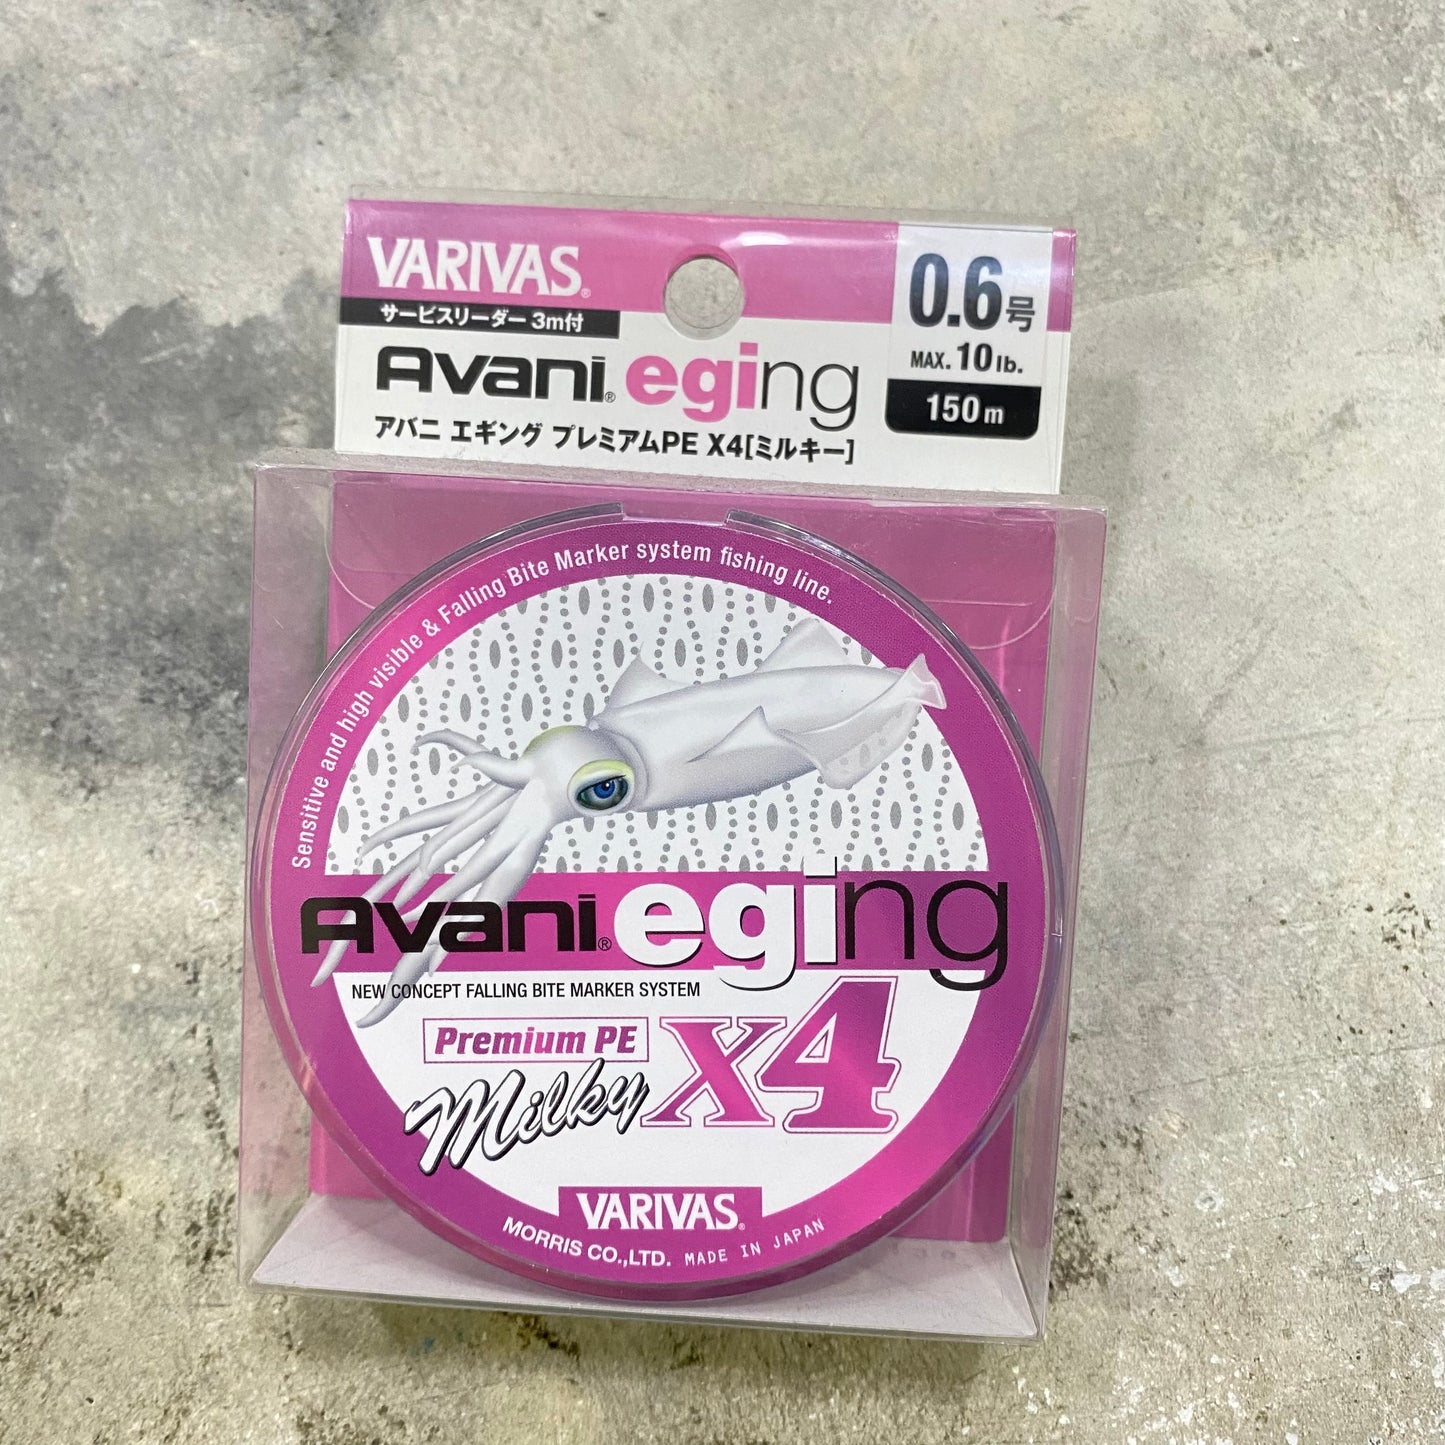 VARIVAS®
サービスリーダー 3m付
Avani® eging
アバニ エギング プレミアムPE X4[ミルキー]
0.6号
MAX. 10lb.
150m
Sensitive and high visible & Falling Bite Marker system fishing line.
Avani® eging
NEW CONCEPT FALLING BITE MARKER SYSTEM
Premium PE X4
Milky
VARIVAS®
MORRIS CO.,LTD. MADE IN JAPAN